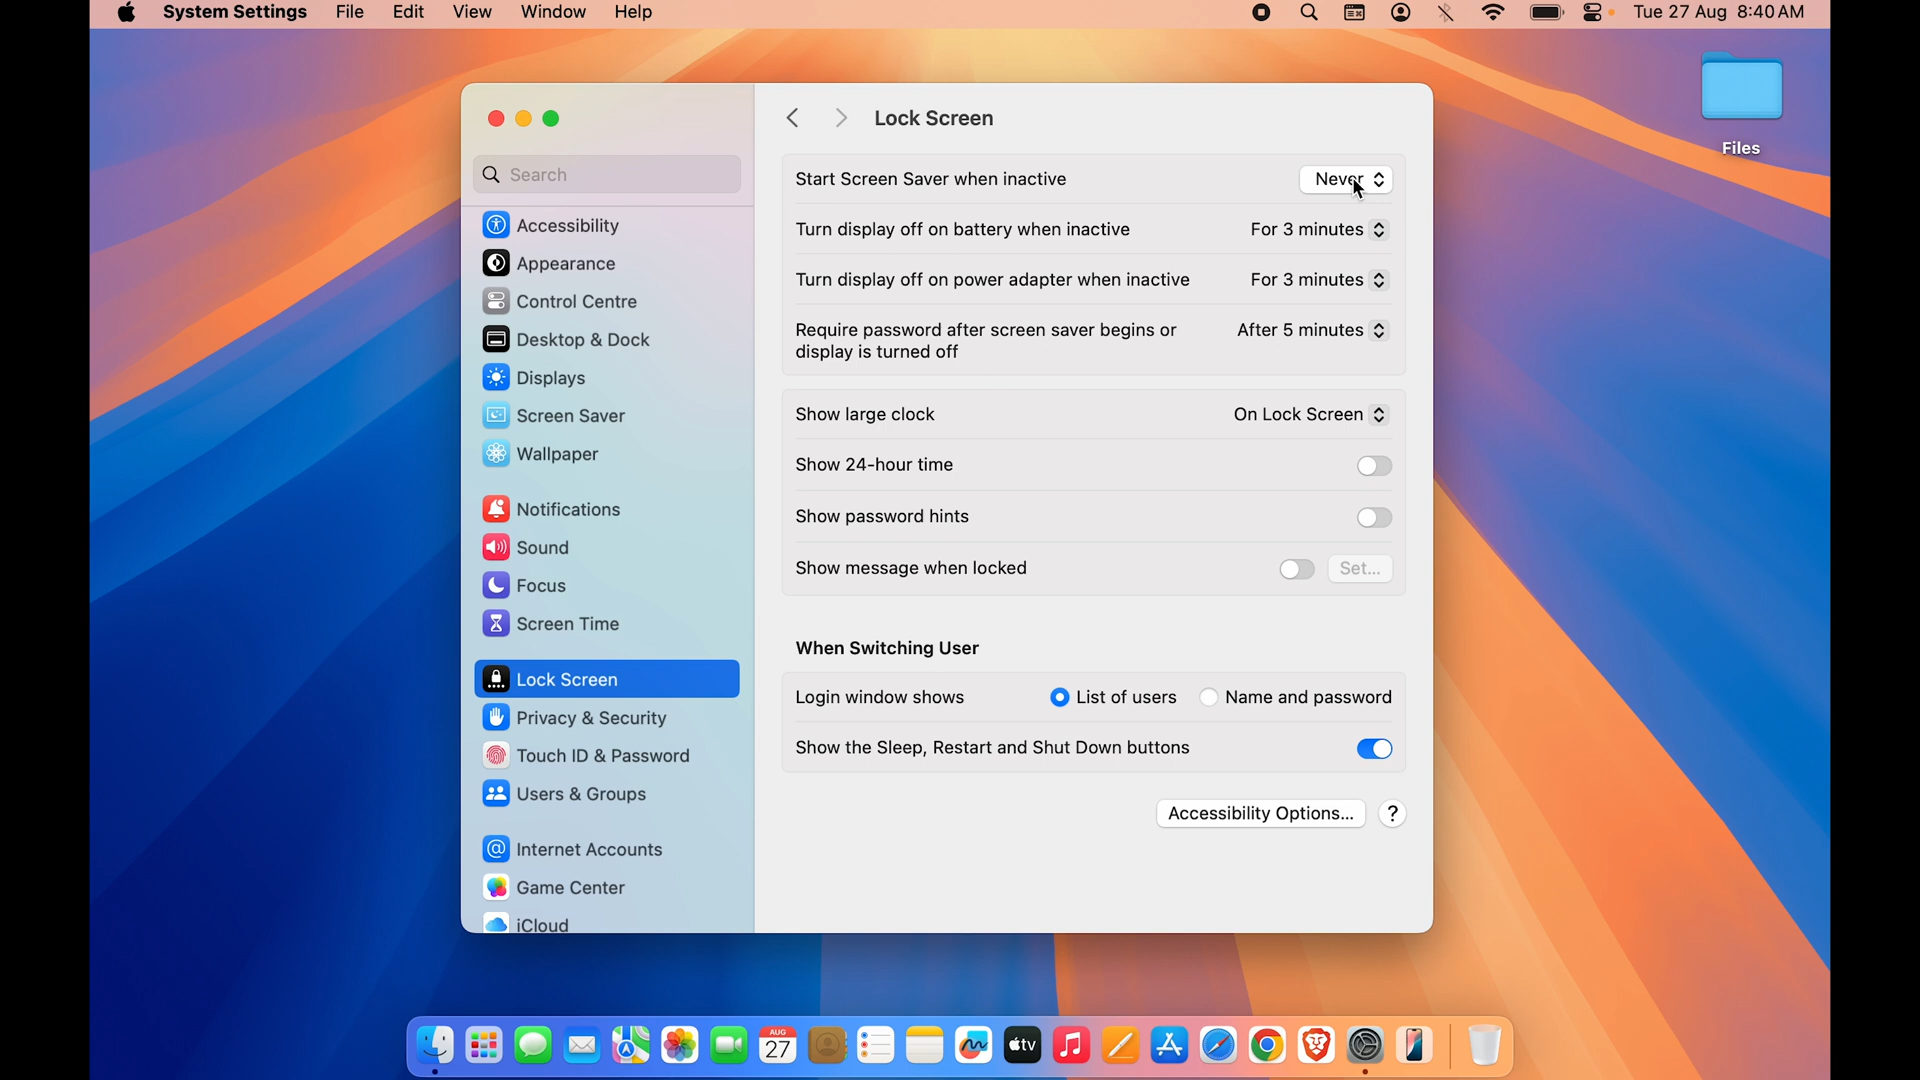 System Settings File Edit View Window Help Tue 27 Aug 8:40 AM
Files
Lock Screen
Search
Accessibility
Appearance
Control Centre
Desktop & Dock
Displays
Screen Saver
Wallpaper
Notifications
Sound
Focus
Screen Time
Lock Screen
Privacy & Security
Touch ID & Password
Users & Groups
Internet Accounts
Game Center
iCloud
Start Screen Saver when inactive Never
Turn display off on battery when inactive For 3 minutes
Turn display off on power adapter when inactive For 3 minutes
Require password after screen saver begins or After 5 minutes
display is turned off
Show large clock On Lock Screen
Show 24-hour time
Show password hints
Show message when locked Set...
When Switching User
Login window shows List of users Name and password
Show the Sleep, Restart and Shut Down buttons
Accessibility Options... ?
AUG
27
tv